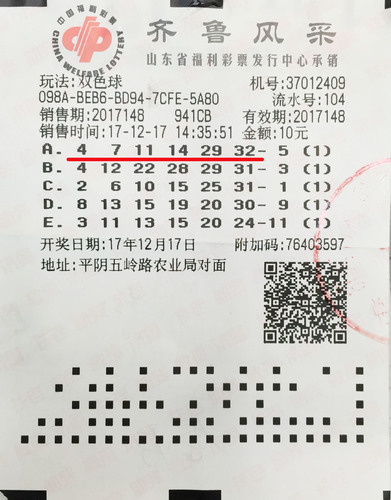 中国福利彩票
CHINA WELFARE LOTTERY
齐鲁风采
山东省福利彩票发行中心承销
玩法:双色球 机号:37012409
098A-BEB6-BD94-7CFE-5A80 流水号:104
销售期:2017148 941CB 有效期:2017148
销售时间:17-12-17 14:35:51 金额:10元
A. 4 7 11 14 29 32- 5 (1)
B. 4 12 22 28 29 31- 3 (1)
C. 2 6 10 15 25 31- 1 (1)
D. 8 13 15 19 20 30- 9 (1)
E. 3 11 13 15 20 24-11 (1)
开奖日期:17年12月17日 附加码:76403597
地址:平阴五岭路农业局对面